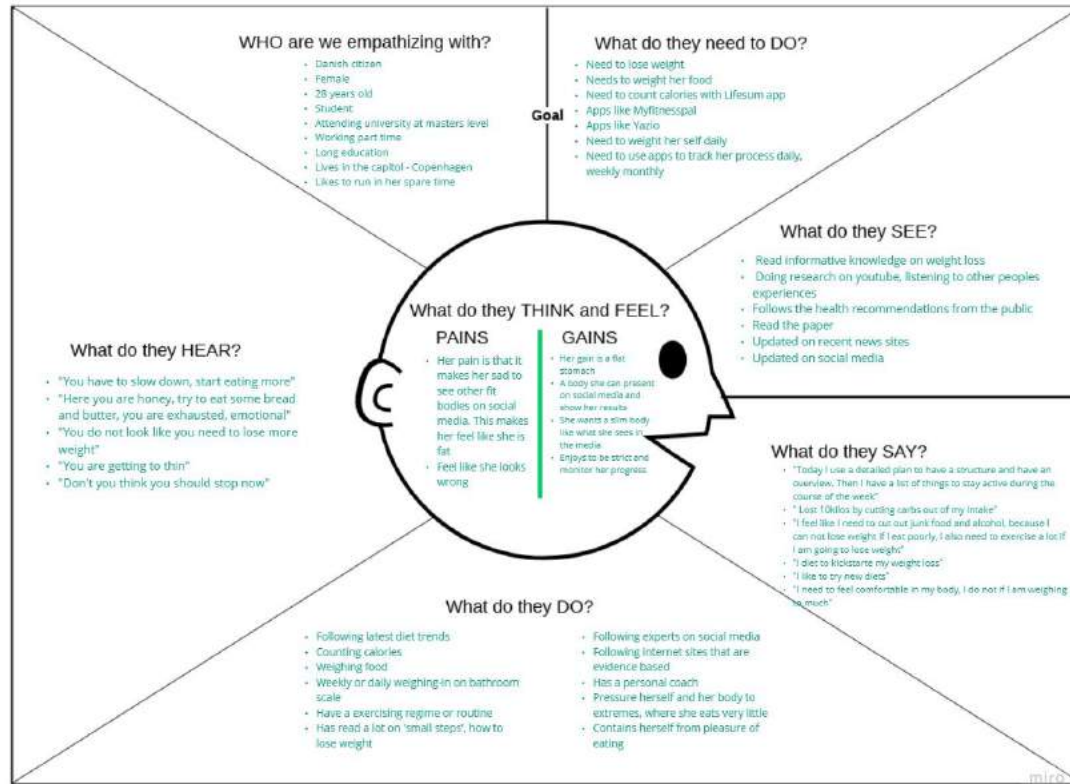 WHO are we empathizing with?
• Danish citizen
• Female
• 28 years old
• Student
• Attending university at masters level
• Working part time
• Long education
• Lives in the capitol - Copenhagen
• Likes to run in her spare time
Goal
What do they need to DO?
• Need to lose weight
• Needs to weight her food
• Need to count calories with Lifesum app
• Apps like Myfitnesspal
• Apps like Yazio
• Need to weight her self daily
• Need to use apps to track her process daily,
weekly monthly
What do they SEE?
• Read informative knowledge on weight loss
• Doing research on youtube, listening to other peoples
experiences
• Follows the health recommendations from the public
• Read the paper
• Updated on recent news sites
• Updated on social media
What do they SAY?
• "Today I use a detailed plan to have a structure and have an
overview. Then I have a list of things to stay active during the
course of the week"
• " Lost 10kilos by cutting carbs out of my intake"
• "I feel like I need to cut out junk food and alcohol, because I
can not lose weight if I eat poorly, I also need to exercise a lot if
I am going to lose weight"
• "I diet to kickstarte my weight loss"
• "I like to try new diets"
• "I need to feel comfortable in my body, I do not if I am weighing
to much"
What do they DO?
• Following latest diet trends
• Counting calories
• Weighing food
• Weekly or daily weighing-in on bathroom
scale
• Have a exercising regime or routine
• Has read a lot on 'small steps', how to
lose weight
• Following experts on social media
• Following internet sites that are
evidence based
• Has a personal coach
• Pressure herself and her body to
extremes, where she eats very little
• Contains herself from pleasure of
eating
What do they HEAR?
• "You have to slow down, start eating more"
• "Here you are honey, try to eat some bread
and butter, you are exhausted, emotional"
• "You do not look like you need to lose more
weight"
• "You are getting to thin"
• "Don't you think you should stop now"
What do they THINK and FEEL?
PAINS
• Her pain is that it
makes her sad to
see other fit
bodies on social
media. This makes
her feel like she is
fat
• Feel like she looks
wrong
GAINS
• Her gain is a flat
stomach
• A body she can present
on social media and
show her results
• She wants a slim body
like what she sees in
the media
• Enjoys to be strict and
monitor her progress
miro